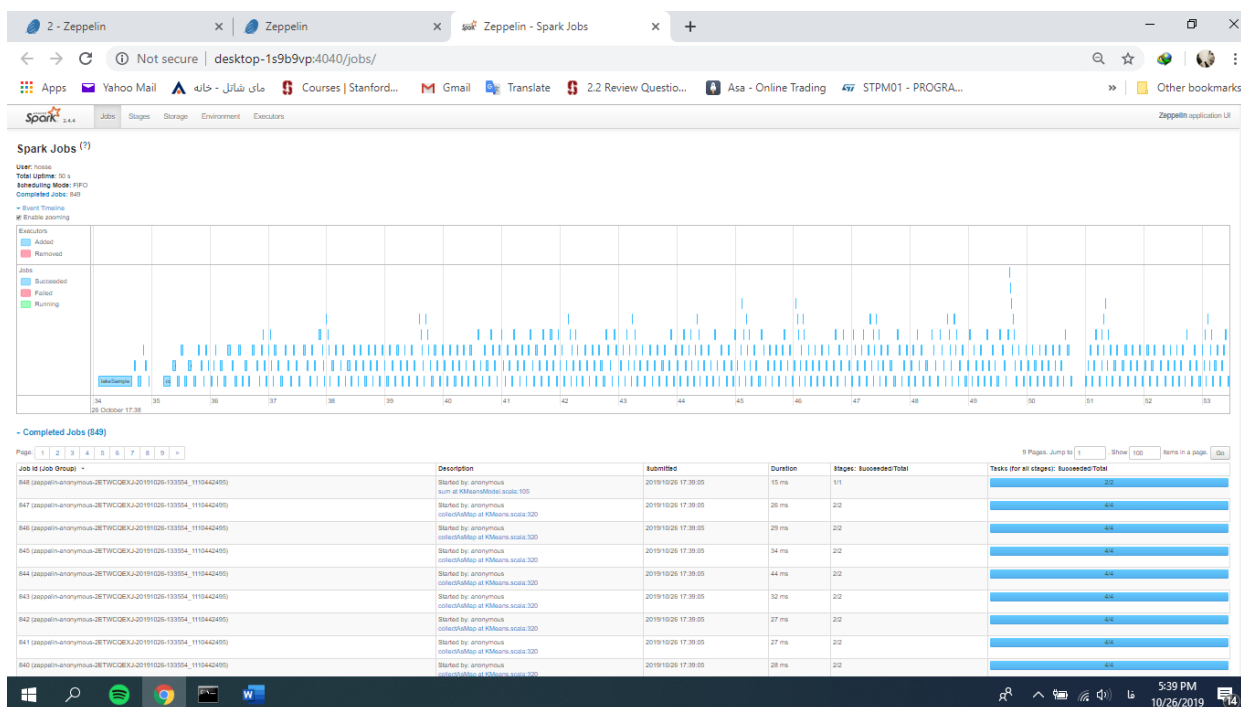 2 - Zeppelin
Zeppelin
Zeppelin - Spark Jobs
Not secure | desktop-1s9b9vp:4040/jobs/
Apps Yahoo Mail مای شاتل - خانه Courses | Stanford... Gmail Translate 2.2 Review Questio... Asa - Online Trading STPM01 - PROGRA... » Other bookmarks
Spark 2.4.4 Jobs Stages Storage Environment Executors Zeppelin application UI
Spark Jobs (?)
User: hosse
Total Uptime: 50 s
Scheduling Mode: FIFO
Completed Jobs: 849
Event Timeline
Enable zooming
Executors
Added
Removed
Jobs
Succeeded
Failed
Running
takeSample
34 35 36 37 38 39 40 41 42 43 44 45 46 47 48 49 50 51 52 53
26 October 17:38
Completed Jobs (849)
Page: 1 2 3 4 5 6 7 8 9 > 9 Pages. Jump to 1 . Show 100 items in a page. Go
Job Id (Job Group) Description Submitted Duration Stages: Succeeded/Total Tasks (for all stages): Succeeded/Total
848 (zeppelin-anonymous-2ETWCQEXJ-20191026-133554_1110442495) Started by: anonymous 2019/10/26 17:39:05 15 ms 1/1 2/2
sum at KMeansModel.scala:105
847 (zeppelin-anonymous-2ETWCQEXJ-20191026-133554_1110442495) Started by: anonymous 2019/10/26 17:39:05 26 ms 2/2 4/4
collectAsMap at KMeans.scala:320
846 (zeppelin-anonymous-2ETWCQEXJ-20191026-133554_1110442495) Started by: anonymous 2019/10/26 17:39:05 29 ms 2/2 4/4
collectAsMap at KMeans.scala:320
845 (zeppelin-anonymous-2ETWCQEXJ-20191026-133554_1110442495) Started by: anonymous 2019/10/26 17:39:05 34 ms 2/2 4/4
collectAsMap at KMeans.scala:320
844 (zeppelin-anonymous-2ETWCQEXJ-20191026-133554_1110442495) Started by: anonymous 2019/10/26 17:39:05 44 ms 2/2 4/4
collectAsMap at KMeans.scala:320
843 (zeppelin-anonymous-2ETWCQEXJ-20191026-133554_1110442495) Started by: anonymous 2019/10/26 17:39:05 32 ms 2/2 4/4
collectAsMap at KMeans.scala:320
842 (zeppelin-anonymous-2ETWCQEXJ-20191026-133554_1110442495) Started by: anonymous 2019/10/26 17:39:05 27 ms 2/2 4/4
collectAsMap at KMeans.scala:320
841 (zeppelin-anonymous-2ETWCQEXJ-20191026-133554_1110442495) Started by: anonymous 2019/10/26 17:39:05 27 ms 2/2 4/4
collectAsMap at KMeans.scala:320
840 (zeppelin-anonymous-2ETWCQEXJ-20191026-133554_1110442495) Started by: anonymous 2019/10/26 17:39:05 28 ms 2/2 4/4
collectAsMap at KMeans.scala:320
فا 5:39 PM
10/26/2019 14